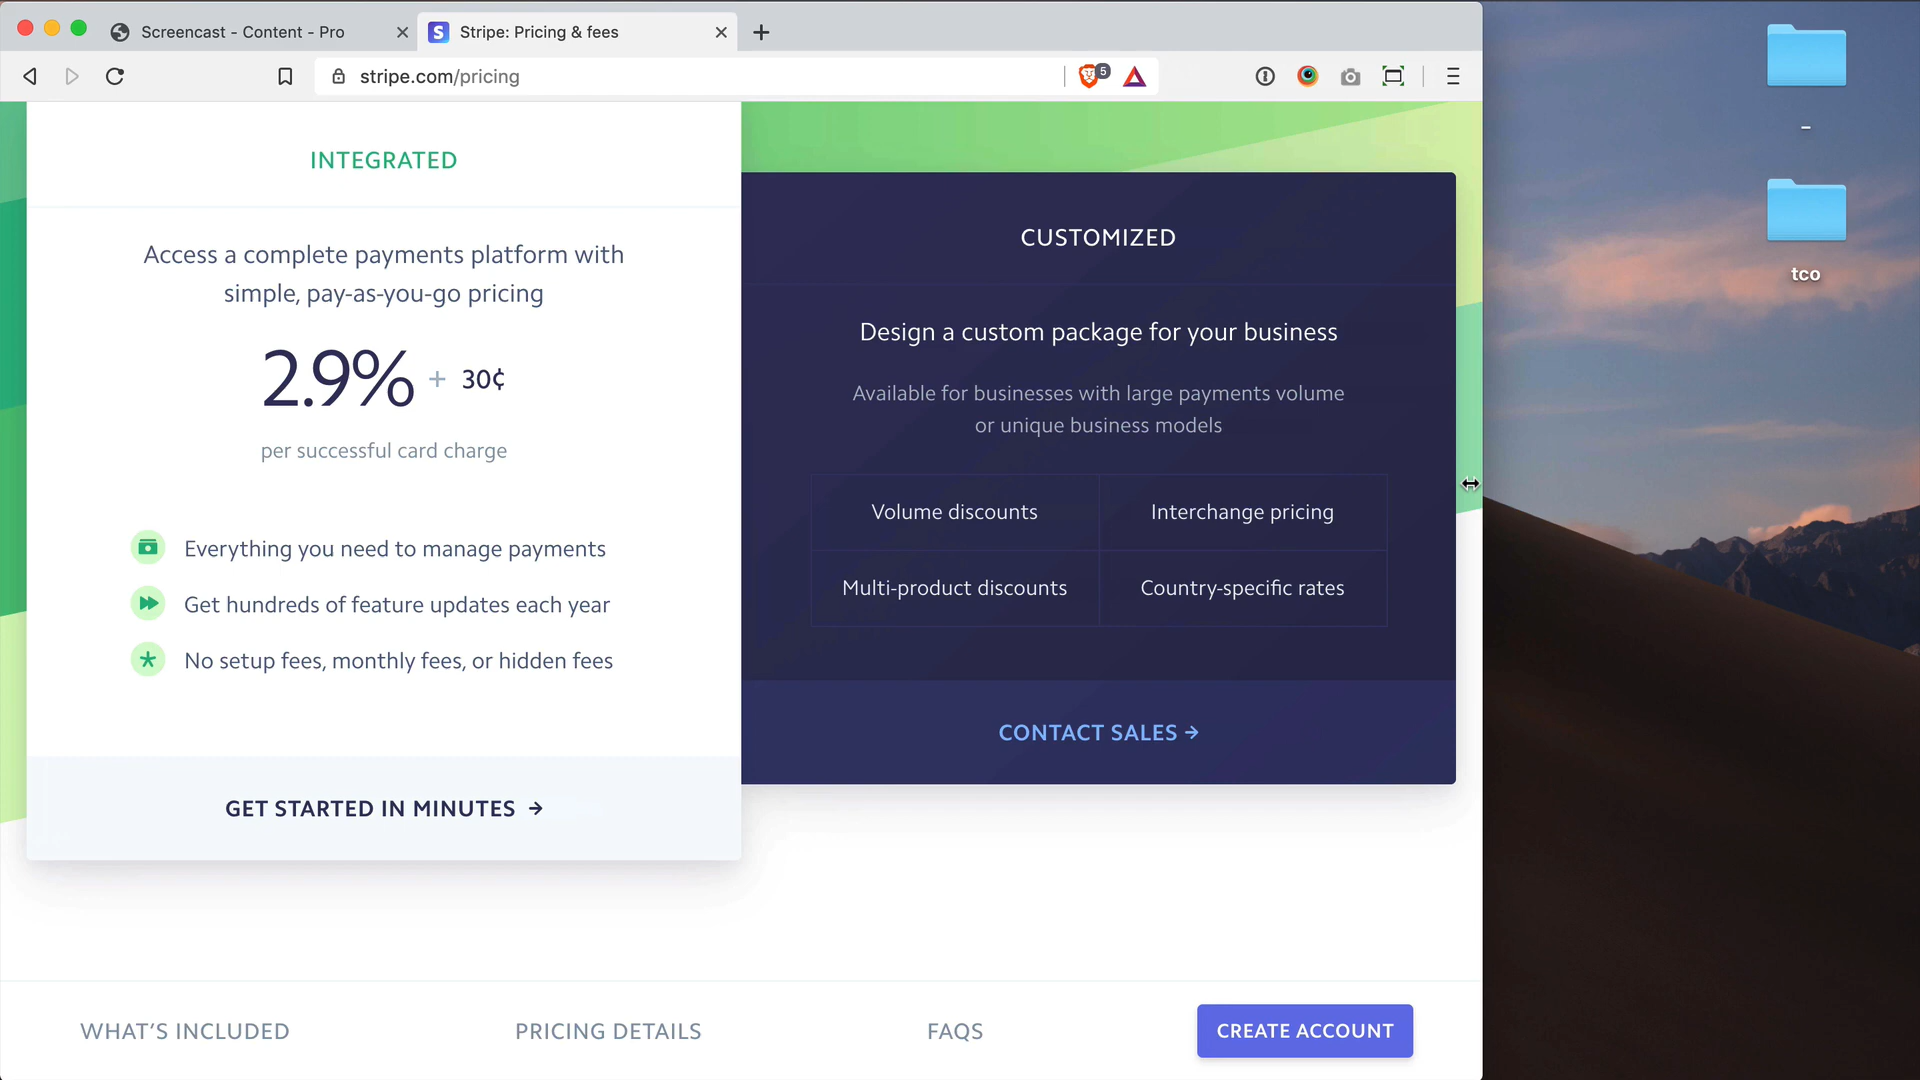 Screencast - Content - Pro
Stripe: Pricing & fees
stripe.com/pricing
5
INTEGRATED
Access a complete payments platform with
simple, pay-as-you-go pricing
2.9% + 30¢
per successful card charge
Everything you need to manage payments
Get hundreds of feature updates each year
No setup fees, monthly fees, or hidden fees
GET STARTED IN MINUTES →
CUSTOMIZED
Design a custom package for your business
Available for businesses with large payments volume
or unique business models
Volume discounts
Interchange pricing
Multi-product discounts
Country-specific rates
CONTACT SALES →
WHAT’S INCLUDED
PRICING DETAILS
FAQS
CREATE ACCOUNT
–
tco